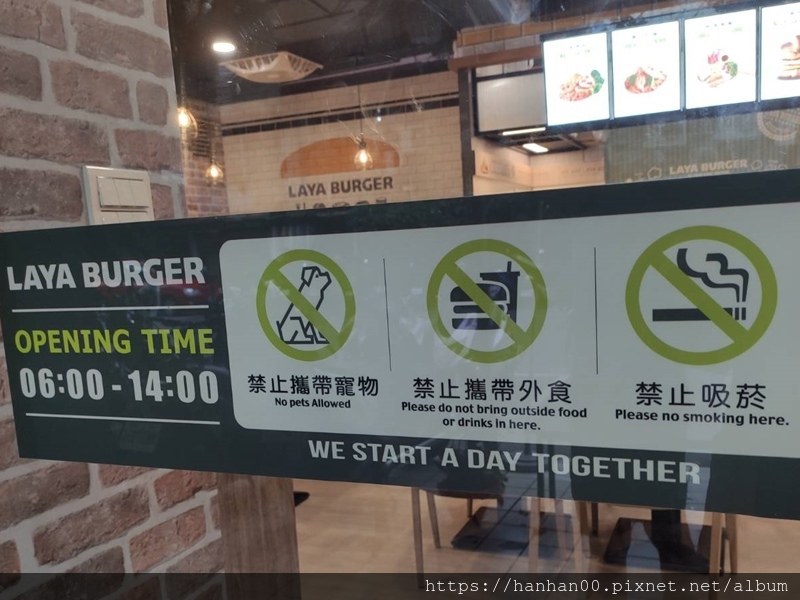 LAYA BURGER
LAYA BURGER
LAYA BURGER
OPENING TIME
06:00 - 14:00
禁止攜帶寵物
No pets Allowed
禁止攜帶外食
Please do not bring outside food
or drinks in here.
禁止吸菸
Please no smoking here.
WE START A DAY TOGETHER
https://hanhan00.pixnet.net/album